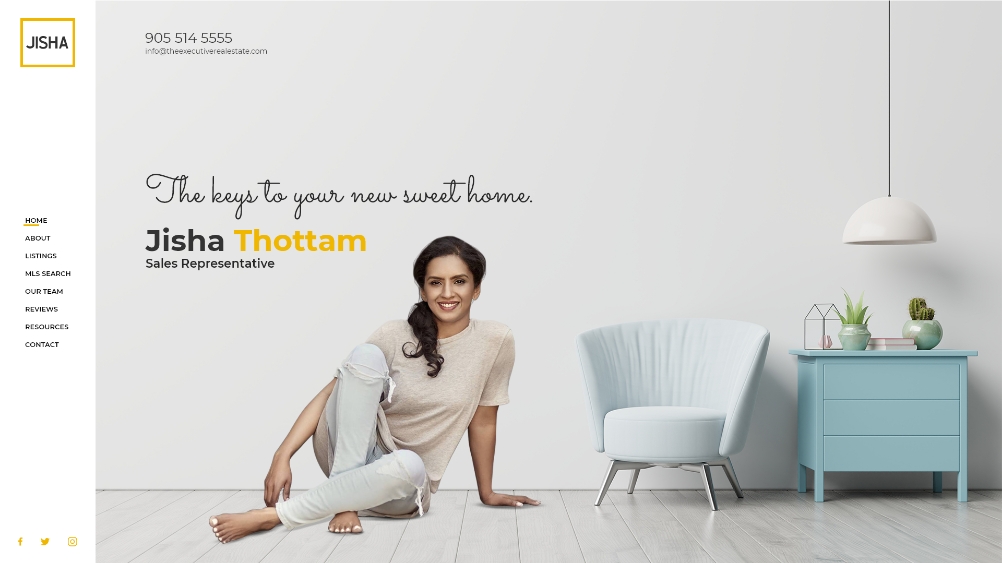 JISHA
905 514 5555
info@theexecutiverealestate.com
The keys to your new sweet home.
Jisha Thottam
Sales Representative
HOME
ABOUT
LISTINGS
MLS SEARCH
OUR TEAM
REVIEWS
RESOURCES
CONTACT